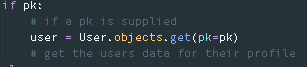 if pk:
# if a pk is supplied
user = User.objects.get(pk=pk)
# get the users data for their profile